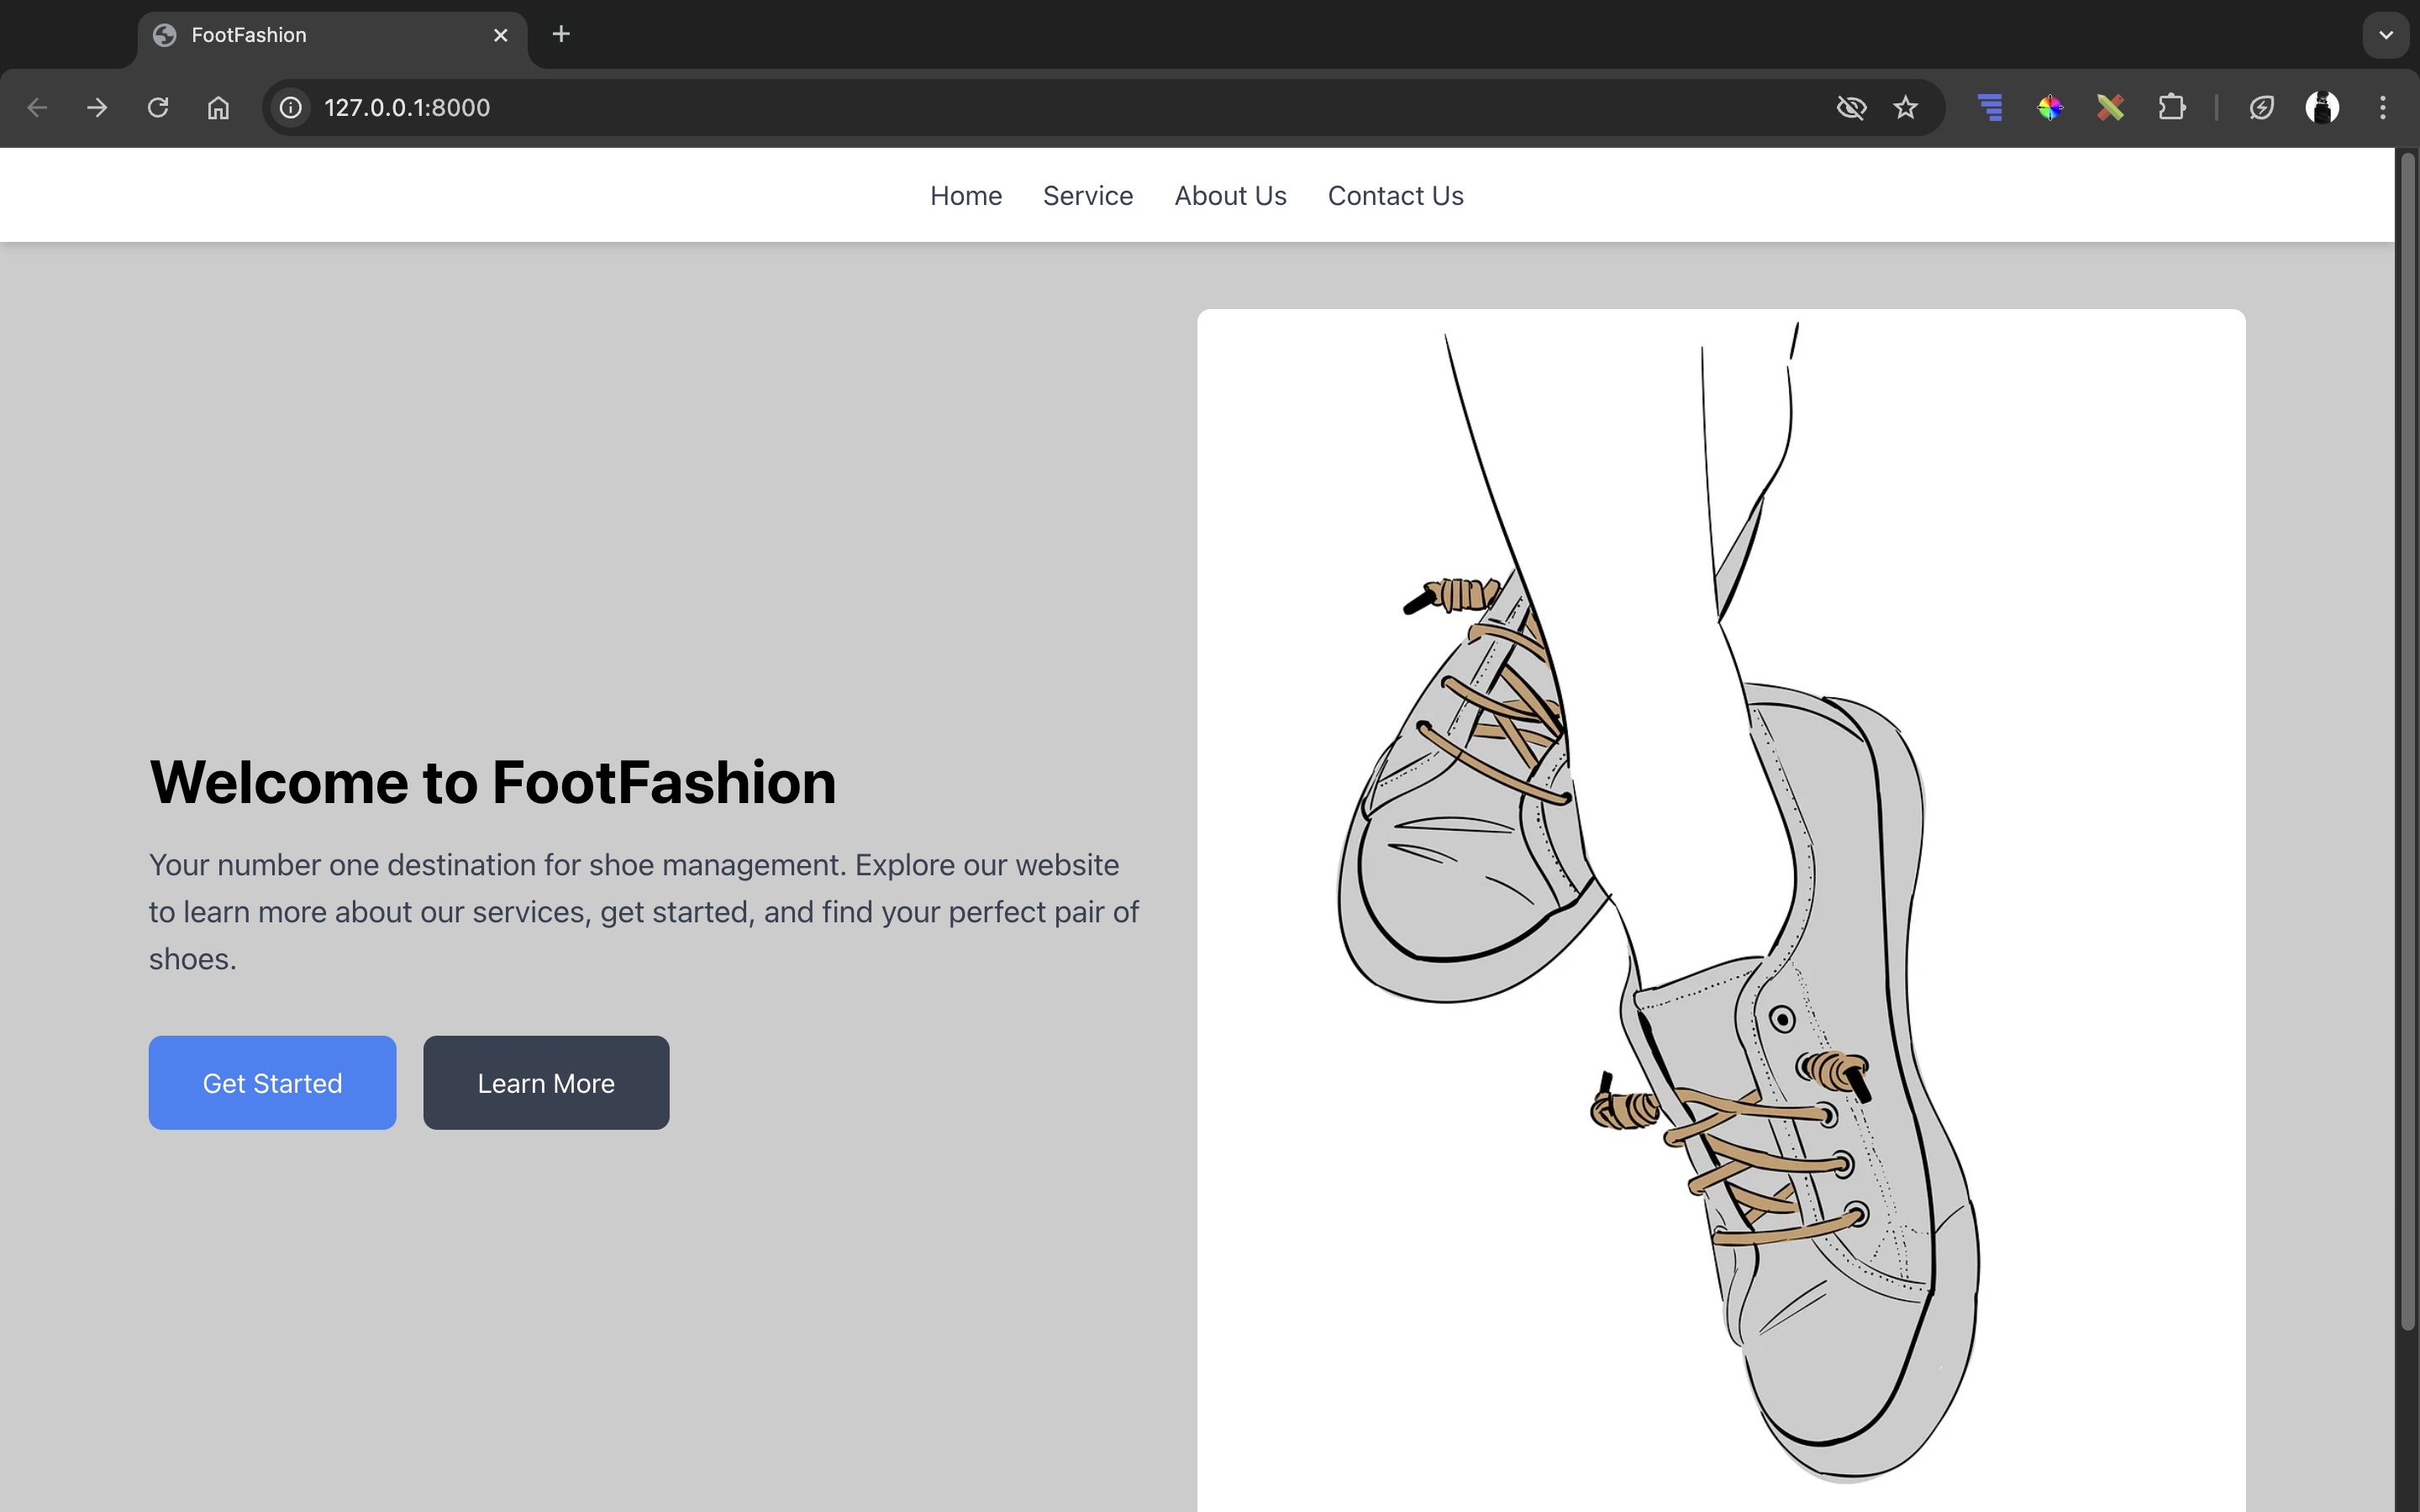 FootFashion
127.0.0.1:8000
Home Service About Us Contact Us
Welcome to FootFashion
Your number one destination for shoe management. Explore our website
to learn more about our services, get started, and find your perfect pair of
shoes.
Get Started Learn More